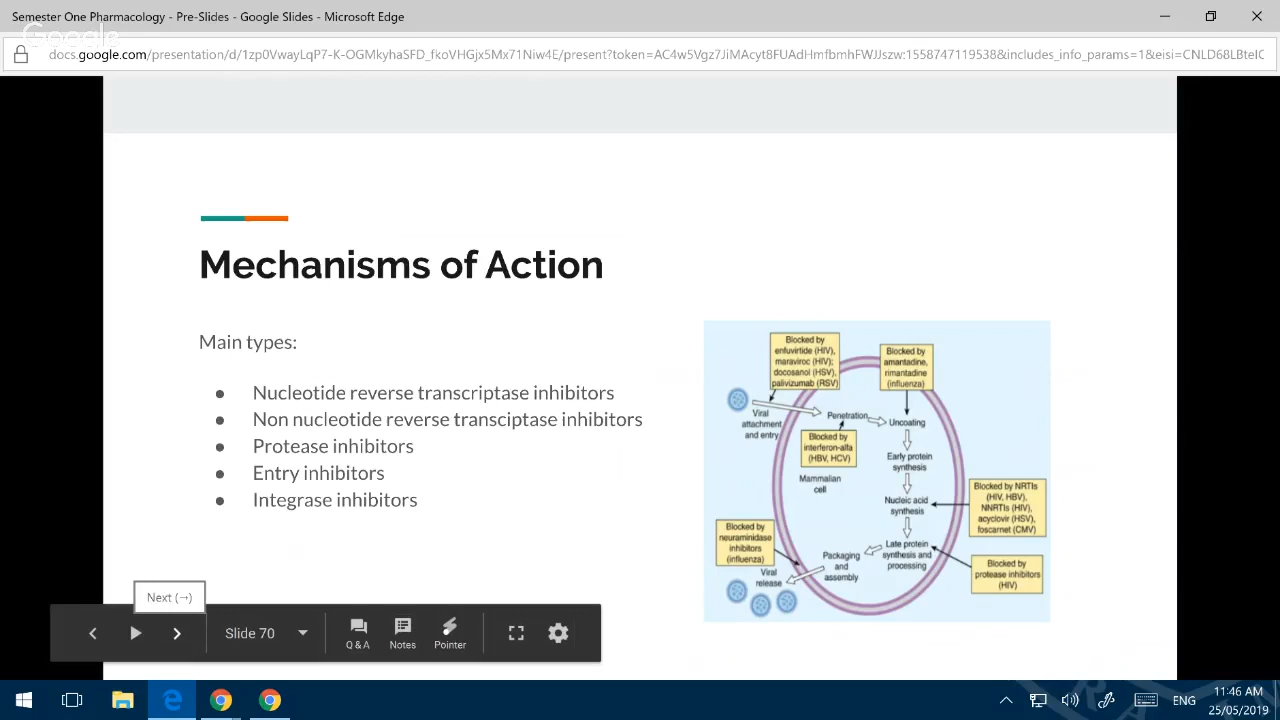 Semester One Pharmacology - Google Slides - Microsoft Edge
Google
docs.google.com/presentation/d/1zp0VwayLqP7-K-OGMkyhaSFD_fkoVHGjx5Mx71Niw4E/present?token=AC4w5Vgz7JiMAcyt8FUAdHmfbmhFWJJszw:1558747119538&includes_info_params=1&eisi=CNLD68LBteIC
Mechanisms of Action
Main types:
● Nucleotide reverse transcriptase inhibitors
● Non nucleotide reverse transciptase inhibitors
● Protease inhibitors
● Entry inhibitors
● Integrase inhibitors
Blocked by
enfuvirtide (HIV),
maraviroc (HIV);
docosanol (HSV),
palivizumab (RSV)
Blocked by
amantadine,
rimantadine
(influenza)
Viral
attachment
and entry
Penetration
Uncoating
Blocked by
interferon-alfa
(HBV, HCV)
Mammalian
cell
Early protein
synthesis
Nucleic acid
synthesis
Blocked by NRTIs
(HIV, HBV),
NNRTIs (HIV),
acyclovir (HSV),
foscarnet (CMV)
Late protein
synthesis and
processing
Blocked by
protease inhibitors
(HIV)
Packaging
and
assembly
Blocked by
neuraminidase
inhibitors
(influenza)
Viral
release
Next (→)
Slide 70
Q & A
Notes
Pointer
ENG
11:46 AM
25/05/2019